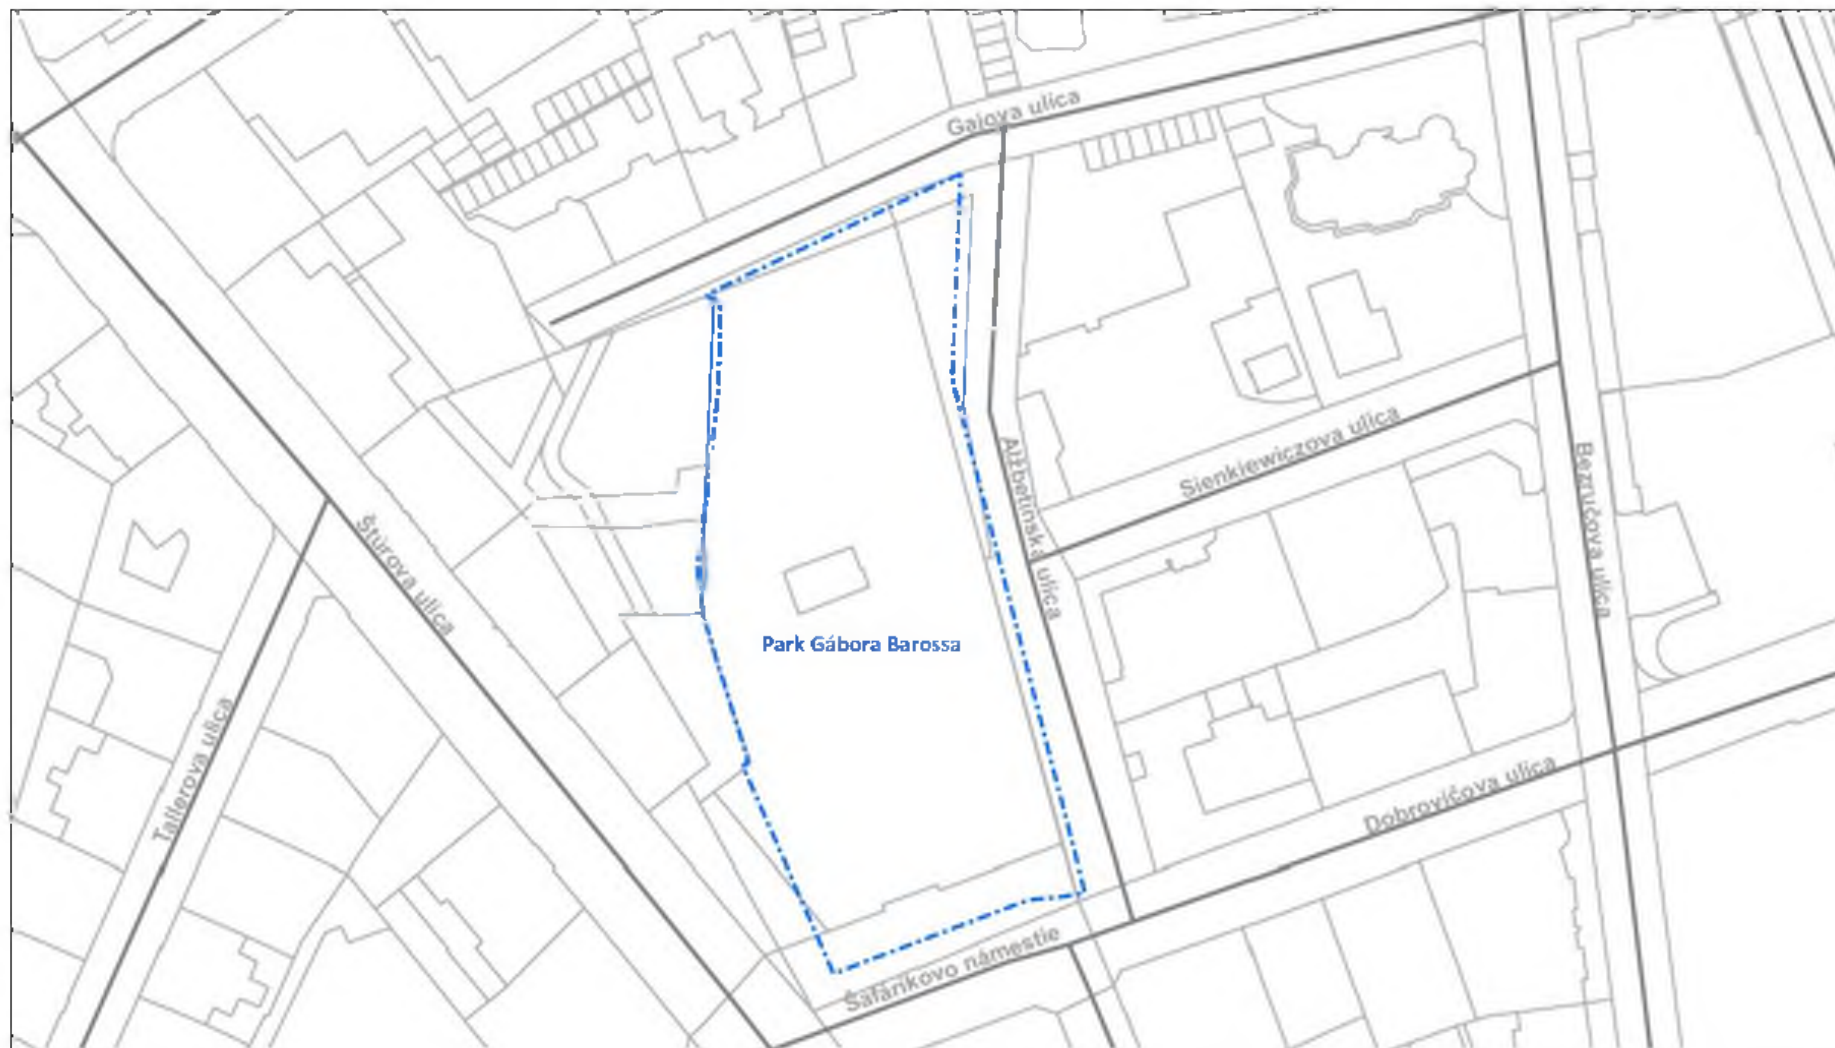 Gajova ulica
Alžbetínska ulica
Sienkiewiczova ulica
Bezručova ulica
Štúrova ulica
Park Gábora Barossa
Tallerova ulica
Dobrovičova ulica
Šafárikovo námestie